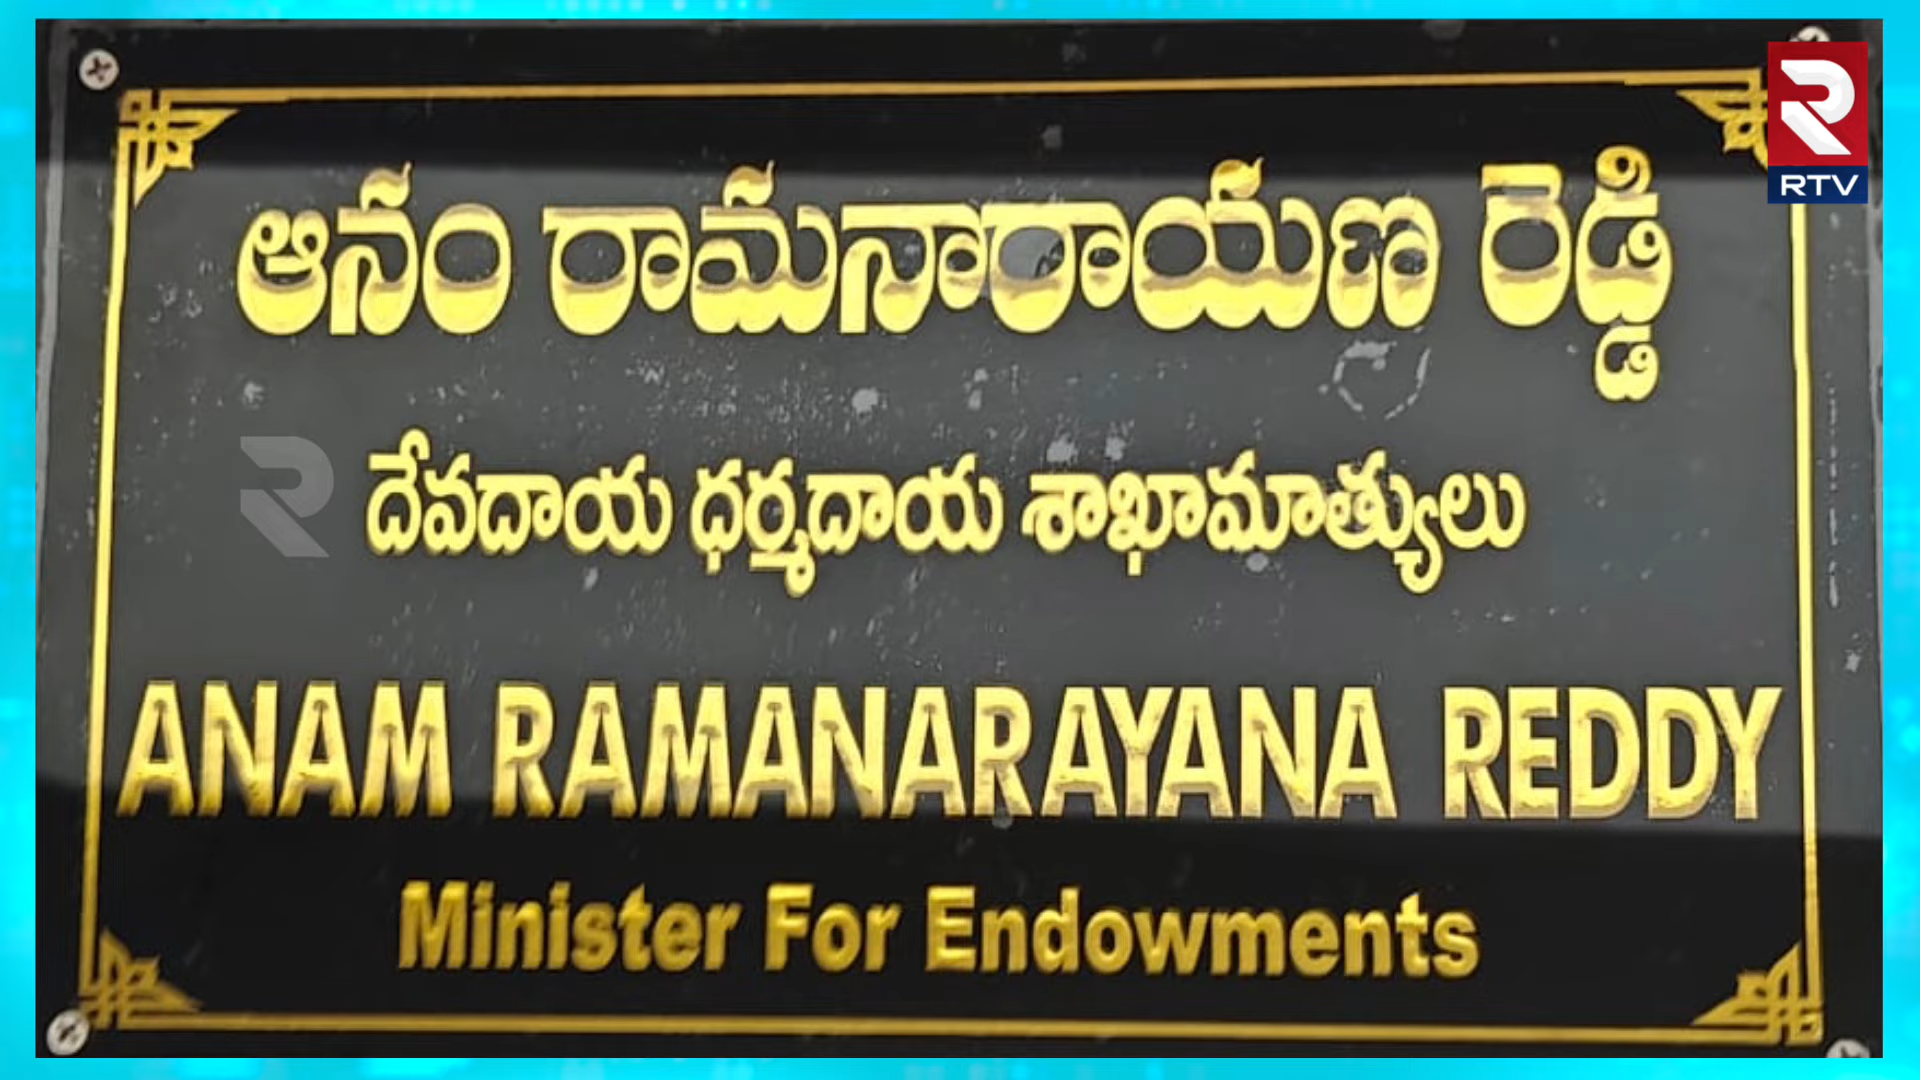 RTV
ఆనం రామనారాయణ రెడ్డి
దేవదాయ ధర్మదాయ శాఖామాత్యులు
ANAM RAMANARAYANA REDDY
Minister For Endowments